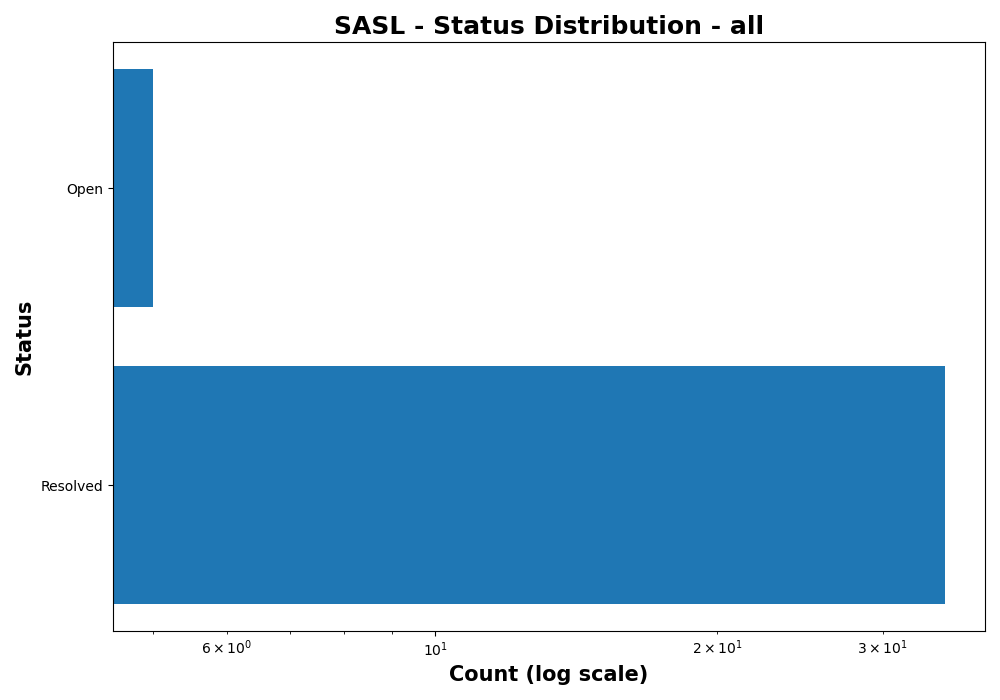 SASL - Status Distribution - all
Status
Open
Resolved
6 × 10⁰
10¹
2 × 10¹
3 × 10¹
Count (log scale)